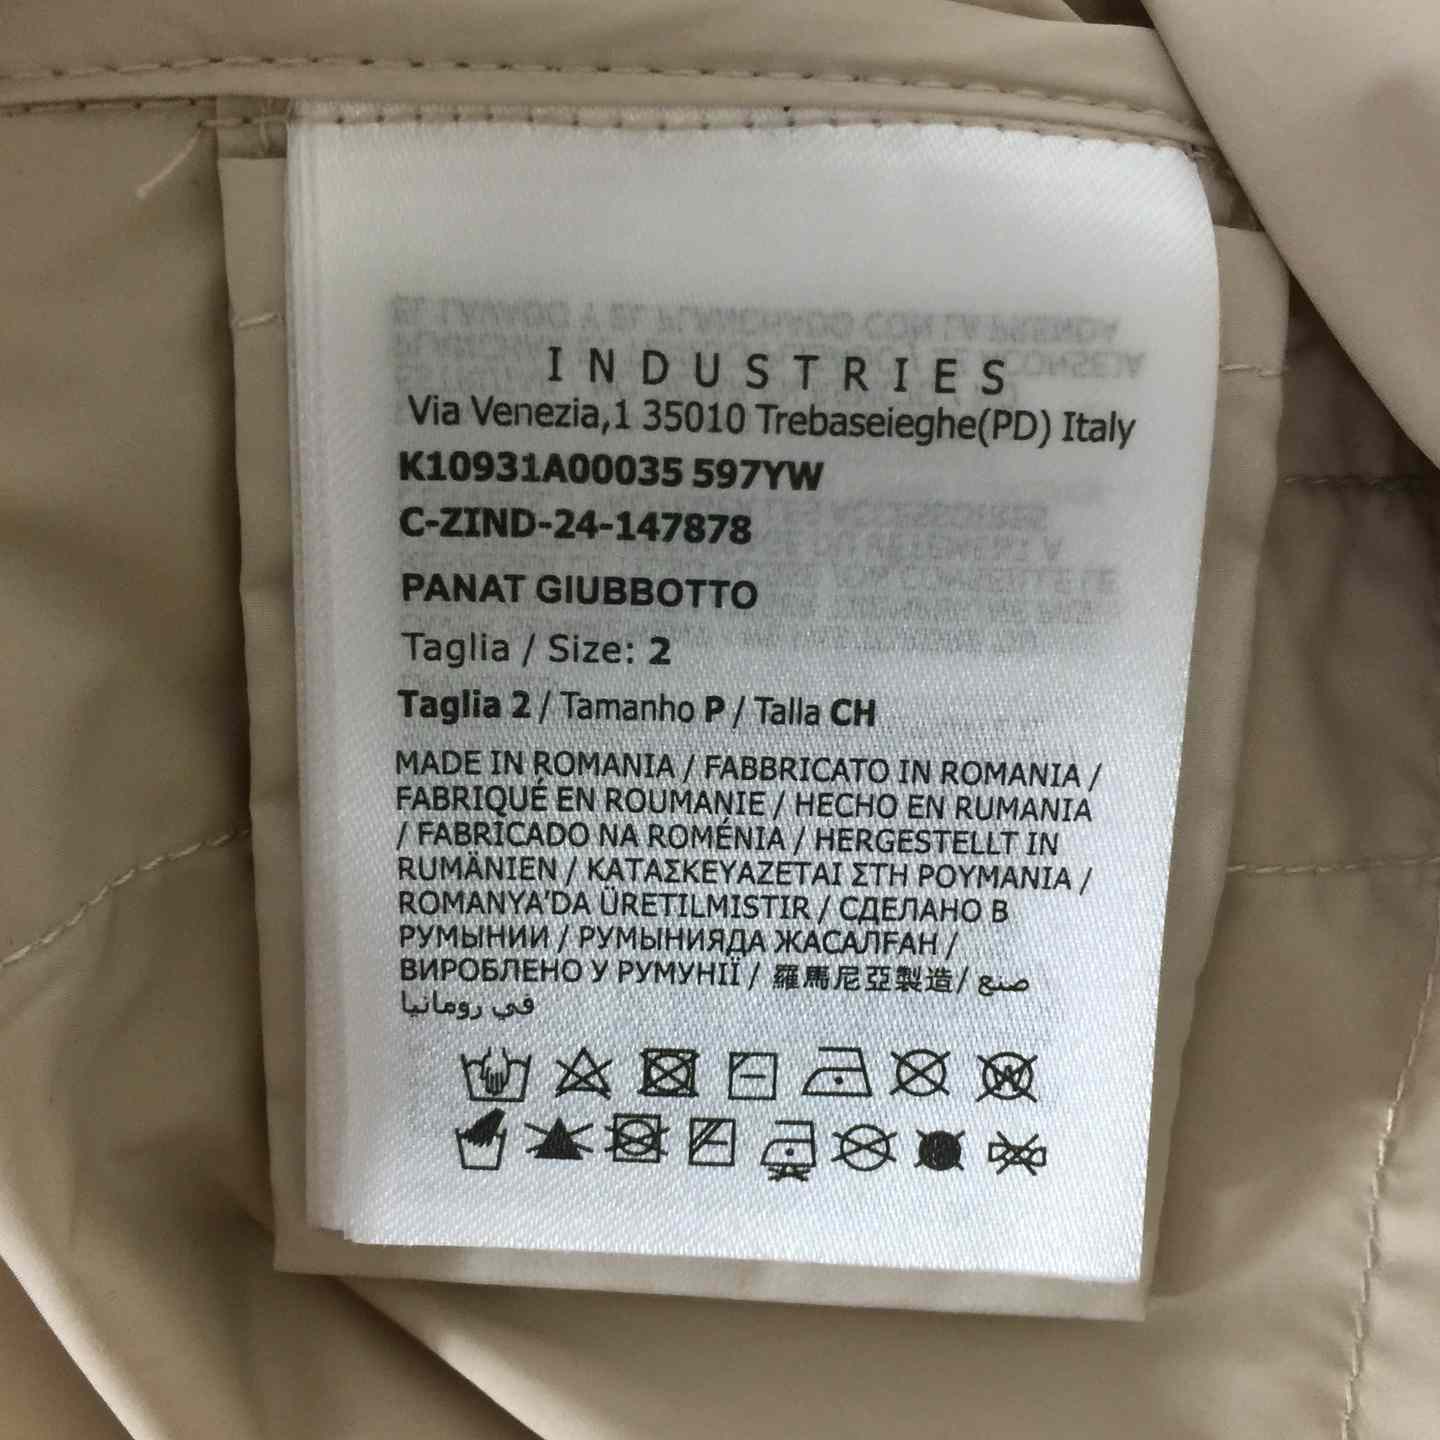 INDUSTRIES
Via Venezia,1 35010 Trebaseieghe(PD) Italy
K10931A00035 597YW
C-ZIND-24-147878
PANAT GIUBBOTTO
Taglia / Size: 2
Taglia 2 / Tamanho P / Talla CH
MADE IN ROMANIA / FABBRICATO IN ROMANIA /
FABRIQUÉ EN ROUMANIE / HECHO EN RUMANIA
/ FABRICADO NA ROMÉNIA / HERGESTELLT IN
RUMÄNIEN / ΚΑΤΑΣΚΕΥΑΖΕΤΑΙ ΣΤΗ ΡΟΥΜΑΝΙΑ /
ROMANYA'DA ÜRETILMISTIR / СДЕЛАНО В
РУМЫНИИ / РУМЫНИЯДА ЖАСАЛҒАН /
ВИРОБЛЕНО У РУМУНІЇ / 羅馬尼亞製造/ صنع
في رومانيا
W